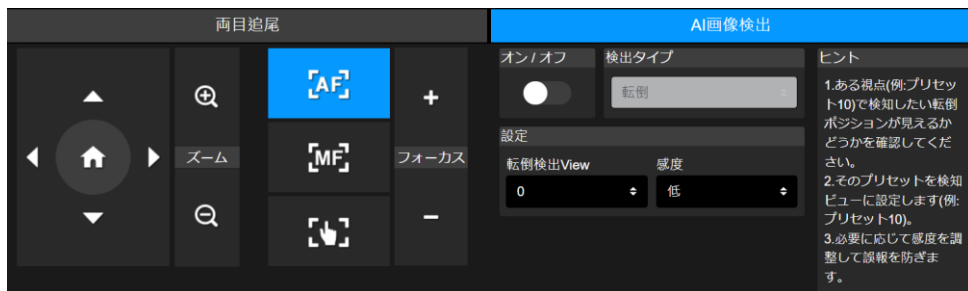 両目追尾
AI画像検出
AF
MF
ズーム
フォーカス
オン / オフ
検出タイプ
転倒
設定
転倒検出View
感度
0
低
ヒント
1.ある視点(例:プリセッ
ト10)で検知したい転倒
ポジションが見えるか
どうかを確認してくだ
さい。
2.そのプリセットを検知
ビューに設定します(例:
プリセット10)。
3.必要に応じて感度を調
整して誤報を防ぎま
す。